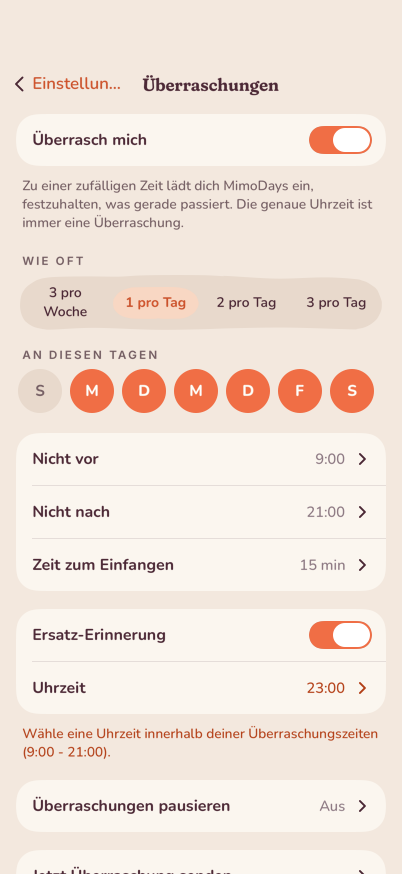 Einstellun... Überraschungen
Überrasch mich
Zu einer zufälligen Zeit lädt dich MimoDays ein,
festzuhalten, was gerade passiert. Die genaue Uhrzeit ist
immer eine Überraschung.
WIE OFT
3 pro
Woche
1 pro Tag
2 pro Tag
3 pro Tag
AN DIESEN TAGEN
S M D M D F S
Nicht vor 9:00
Nicht nach 21:00
Zeit zum Einfangen 15 min
Ersatz-Erinnerung
Uhrzeit 23:00
Wähle eine Uhrzeit innerhalb deiner Überraschungszeiten
(9:00 - 21:00).
Überraschungen pausieren Aus
Jetzt Überraschung senden